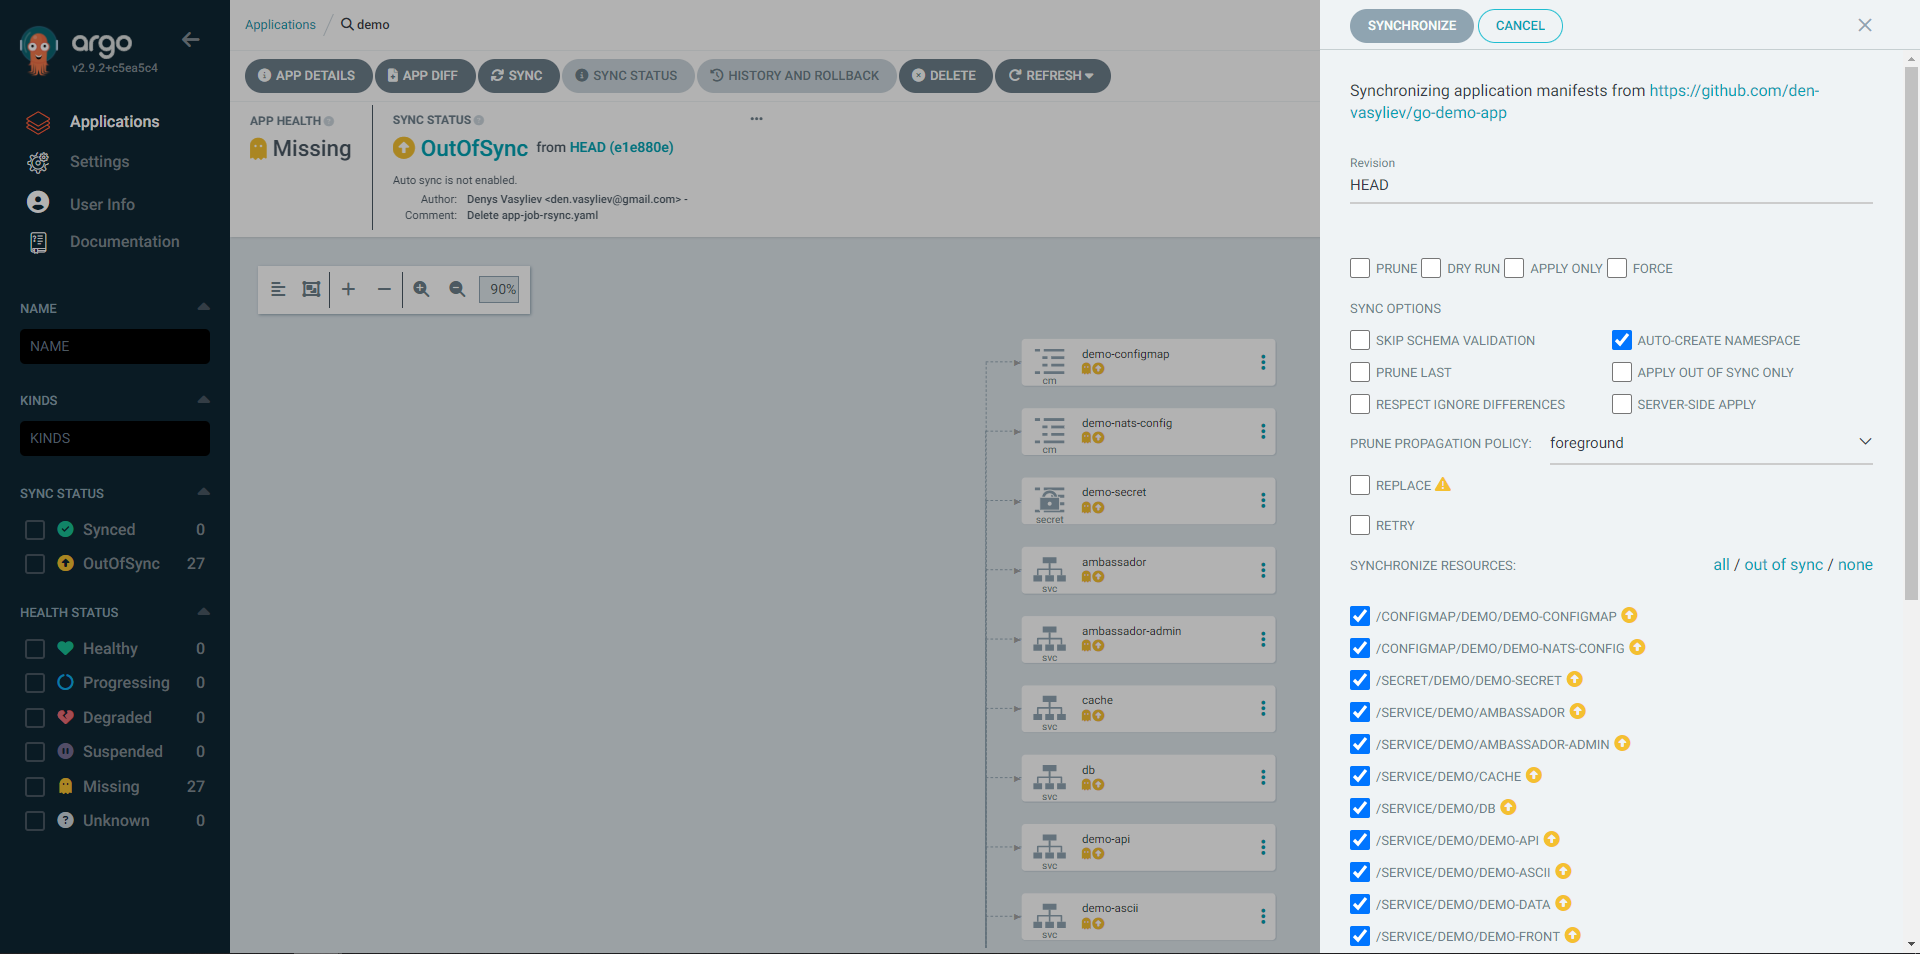 argo
v2.9.2+c5ea5c4
Applications
Settings
User Info
Documentation
NAME
NAME
KINDS
KINDS
SYNC STATUS
Synced 0
OutOfSync 27
HEALTH STATUS
Healthy 0
Progressing 0
Degraded 0
Suspended 0
Missing 27
Unknown 0
Applications / demo
APP DETAILS APP DIFF SYNC SYNC STATUS HISTORY AND ROLLBACK DELETE REFRESH
APP HEALTH
Missing
SYNC STATUS
OutOfSync from HEAD (e1e880e)
Auto sync is not enabled.
Author: Denys Vasyliev <den.vasyliev@gmail.com> -
Comment: Delete app-job-rsync.yaml
90%
demo-configmap
cm
demo-nats-config
cm
demo-secret
secret
ambassador
svc
ambassador-admin
svc
cache
svc
db
svc
demo-api
svc
demo-ascii
svc
SYNCHRONIZE CANCEL
Synchronizing application manifests from https://github.com/den-
vasyliev/go-demo-app
Revision
HEAD
PRUNE DRY RUN APPLY ONLY FORCE
SYNC OPTIONS
SKIP SCHEMA VALIDATION AUTO-CREATE NAMESPACE
PRUNE LAST APPLY OUT OF SYNC ONLY
RESPECT IGNORE DIFFERENCES SERVER-SIDE APPLY
PRUNE PROPAGATION POLICY: foreground
REPLACE
RETRY
SYNCHRONIZE RESOURCES: all / out of sync / none
/CONFIGMAP/DEMO/DEMO-CONFIGMAP
/CONFIGMAP/DEMO/DEMO-NATS-CONFIG
/SECRET/DEMO/DEMO-SECRET
/SERVICE/DEMO/AMBASSADOR
/SERVICE/DEMO/AMBASSADOR-ADMIN
/SERVICE/DEMO/CACHE
/SERVICE/DEMO/DB
/SERVICE/DEMO/DEMO-API
/SERVICE/DEMO/DEMO-ASCII
/SERVICE/DEMO/DEMO-DATA
/SERVICE/DEMO/DEMO-FRONT